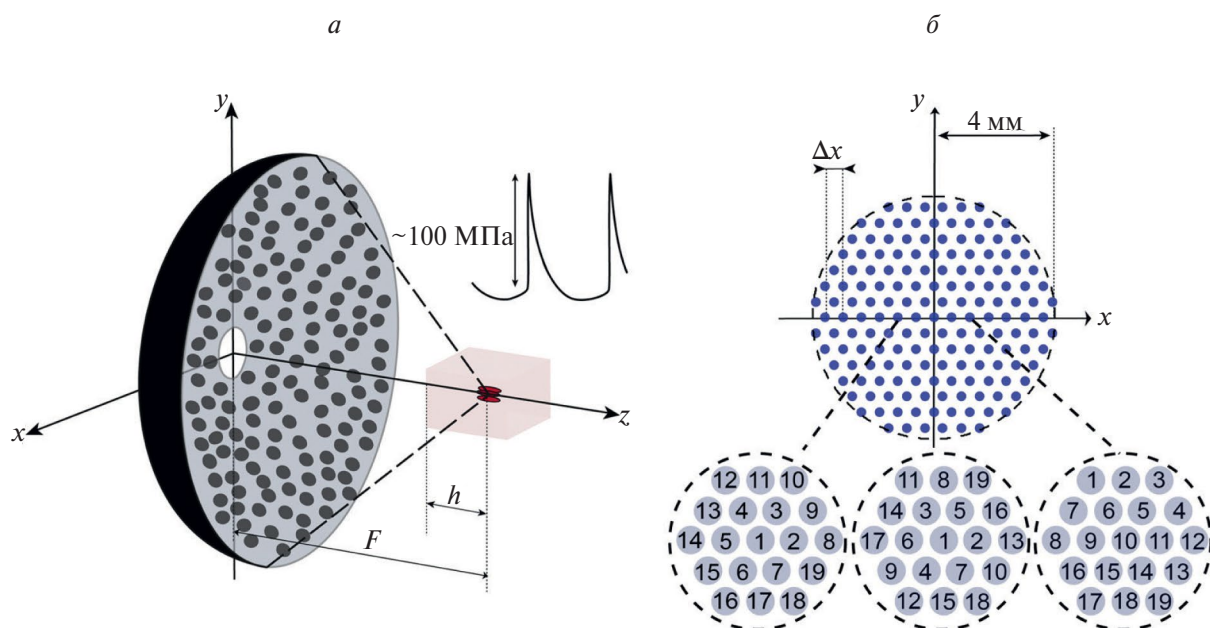 а
y
~100 МПа
x
z
h
F
б
y
4 мм
Δx
x
12 11 10
13 4 3 9
14 5 1 2 8
15 6 7 19
16 17 18
11 8 19
14 3 5 16
17 6 1 2 13
9 4 7 10
12 15 18
1 2 3
7 6 5 4
8 9 10 11 12
16 15 14 13
17 18 19